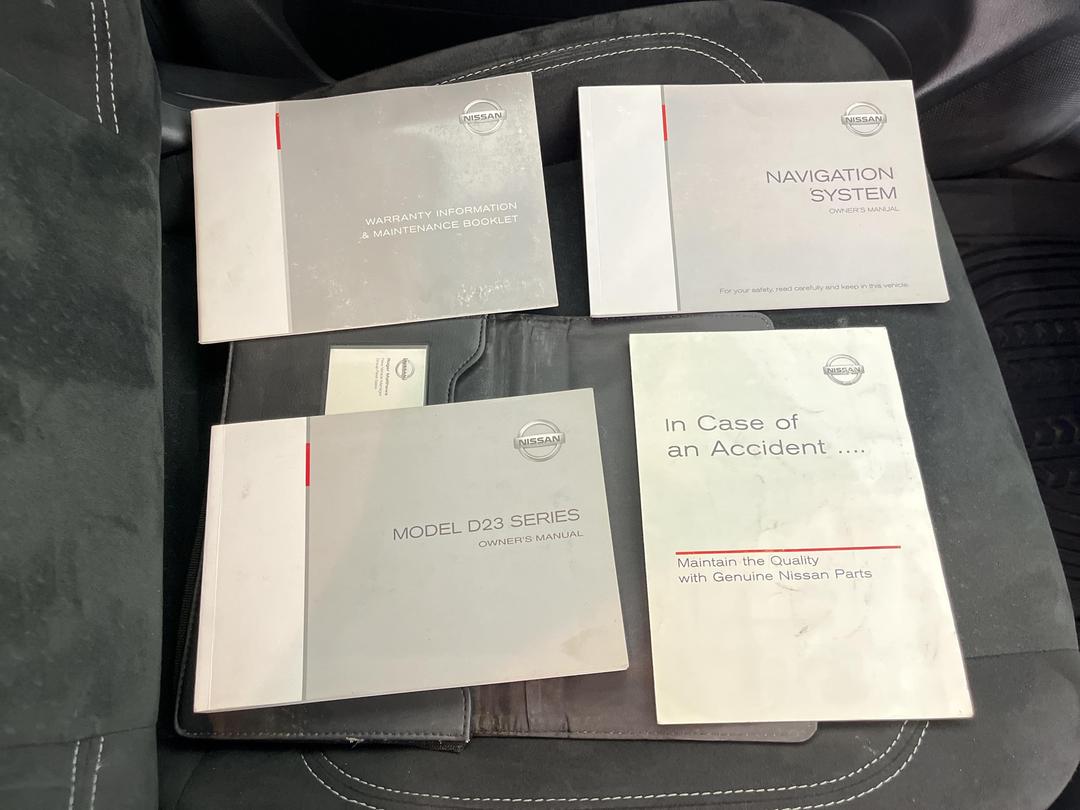 NISSAN
WARRANTY INFORMATION
& MAINTENANCE BOOKLET
NISSAN
NAVIGATION
SYSTEM
OWNER'S MANUAL
For your safety, read carefully and keep in this vehicle.
NISSAN
Roger Matthews
NISSAN
MODEL D23 SERIES
OWNER'S MANUAL
NISSAN
In Case of
an Accident ....
Maintain the Quality
with Genuine Nissan Parts